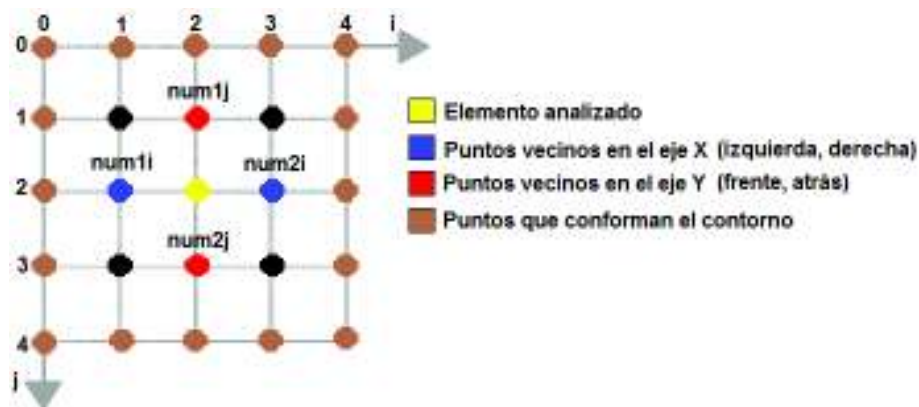 0 1 2 3 4 i
0
num1j
1
num1i num2i
2
num2j
3
4
j
Elemento analizado
Puntos vecinos en el eje X (izquierda, derecha)
Puntos vecinos en el eje Y (frente, atrás)
Puntos que conforman el contorno